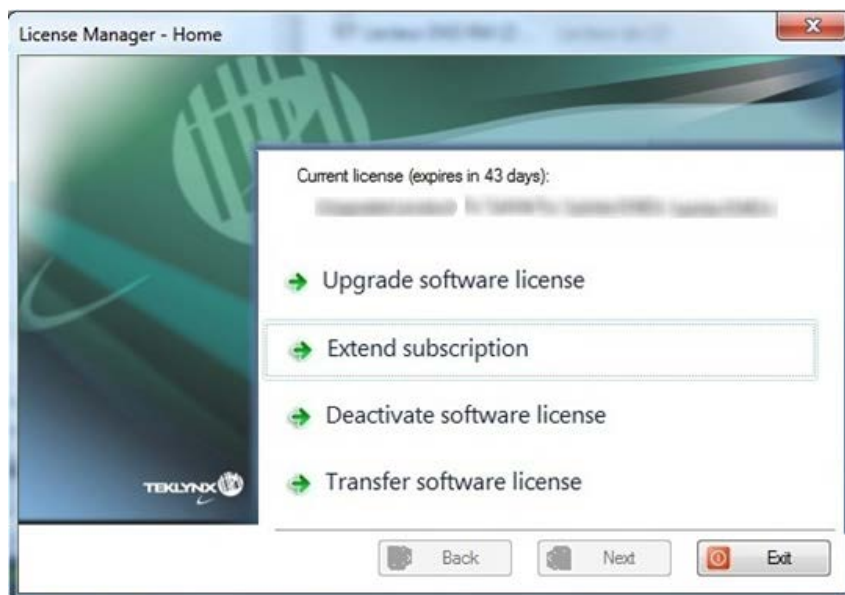 License Manager - Home
Current license (expires in 43 days):
Upgrade software license
Extend subscription
Deactivate software license
Transfer software license
TEKLYNX
Back
Next
Exit